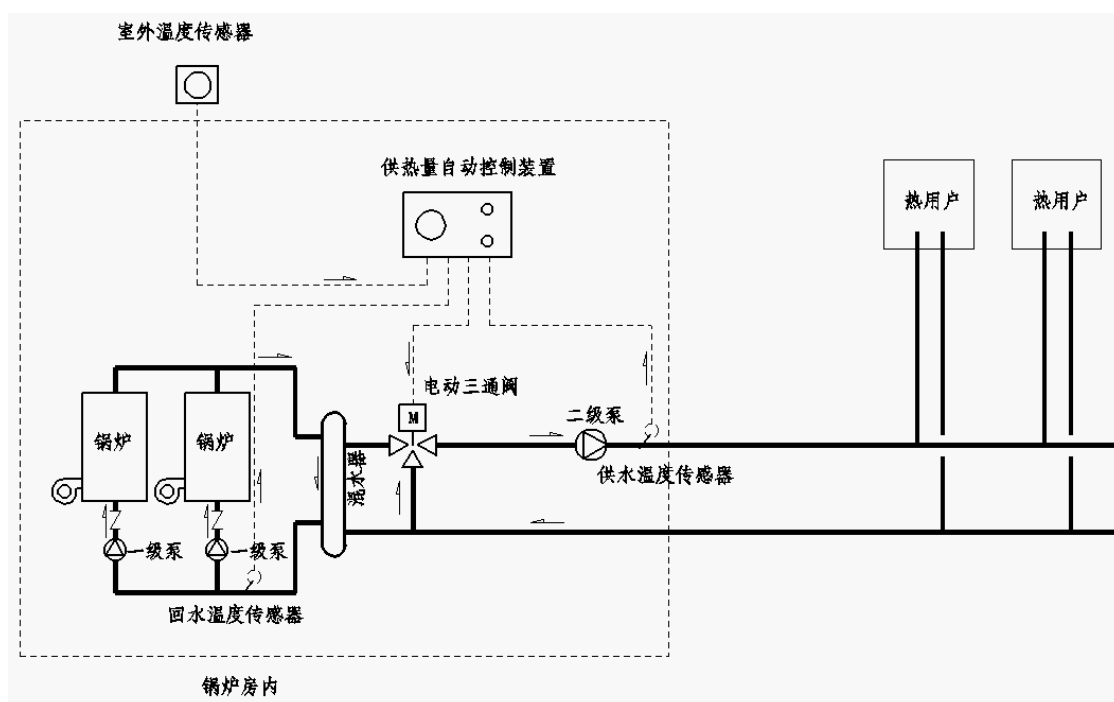 室外温度传感器
供热量自动控制装置
热用户
热用户
电动三通阀
M
二级泵
锅炉
锅炉
混水器
供水温度传感器
一级泵
一级泵
回水温度传感器
锅炉房内